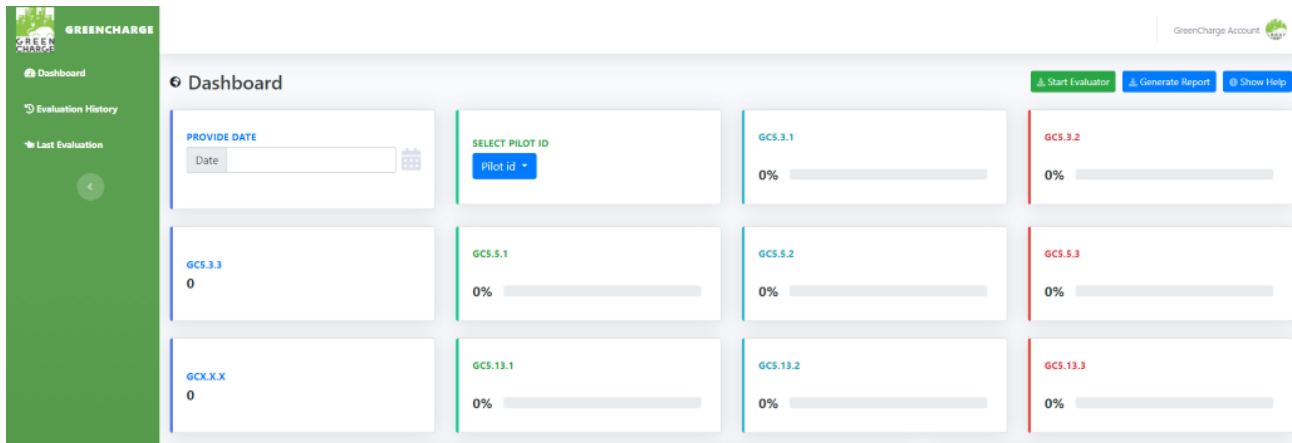 GREEN
CHARGE
GREENCHARGE
GreenCharge Account
Dashboard
Evaluation History
Last Evaluation
Dashboard
Start Evaluator
Generate Report
Show Help
PROVIDE DATE
Date
SELECT PILOT ID
Pilot id
GC5.3.1
0%
GC5.3.2
0%
GC5.3.3
0
GC5.5.1
0%
GC5.5.2
0%
GC5.5.3
0%
GCX.X.X
0
GC5.13.1
0%
GC5.13.2
0%
GC5.13.3
0%